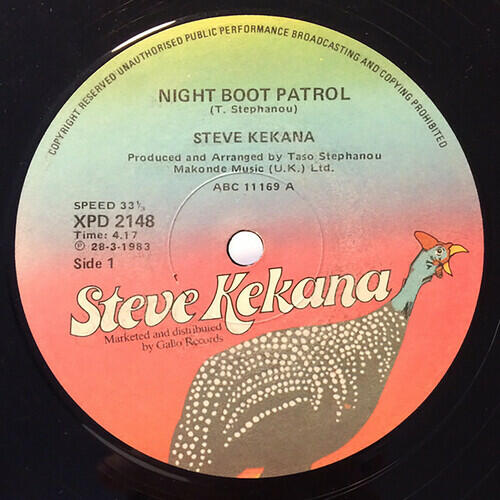 COPYRIGHT RESERVED UNAUTHORISED PUBLIC PERFORMANCE BROADCASTING AND COPYING PROHIBITED
NIGHT BOOT PATROL
(T. Stephanou)
STEVE KEKANA
Produced and Arranged by Taso Stephanou
Makonde Music (U.K.) Ltd.
ABC 11169 A
SPEED 33⅓
XPD 2148
Time: 4.17
℗ 28-3-1983
Side 1
Steve Kekana
Marketed and distributed
by Gallo Records